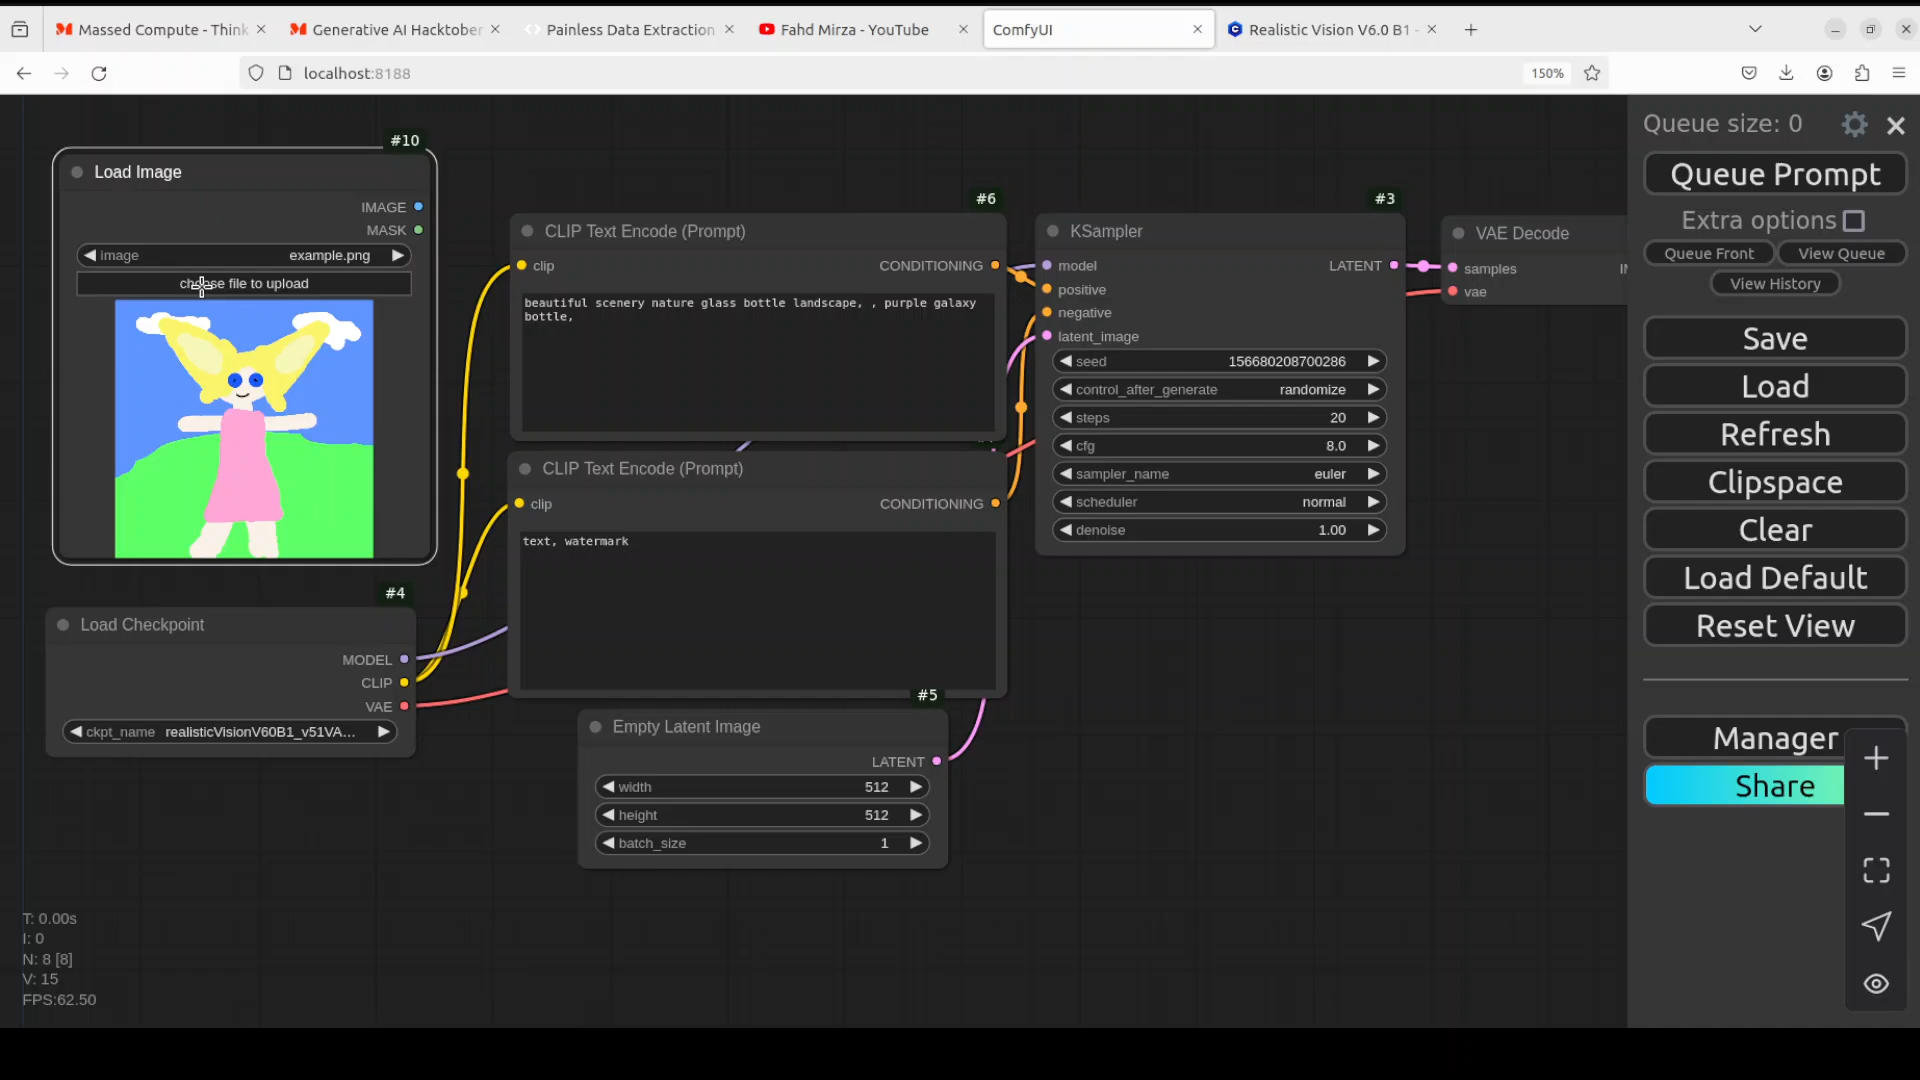 Massed Compute - Think
Generative AI Hacktober
Painless Data Extraction
Fahd Mirza - YouTube
ComfyUI
Realistic Vision V6.0 B1 -
localhost:8188
150%
#10
Load Image
IMAGE
MASK
image example.png
choose file to upload
#4
Load Checkpoint
MODEL
CLIP
VAE
ckpt_name realisticVisionV60B1_v51VA...
#6
CLIP Text Encode (Prompt)
clip CONDITIONING
beautiful scenery nature glass bottle landscape, , purple galaxy
bottle,
CLIP Text Encode (Prompt)
clip CONDITIONING
text, watermark
#5
Empty Latent Image
LATENT
width 512
height 512
batch_size 1
#3
KSampler
model LATENT
positive
negative
latent_image
seed 156680208700286
control_after_generate randomize
steps 20
cfg 8.0
sampler_name euler
scheduler normal
denoise 1.00
VAE Decode
samples
vae
Queue size: 0
Queue Prompt
Extra options
Queue Front View Queue
View History
Save
Load
Refresh
Clipspace
Clear
Load Default
Reset View
Manager
Share
T: 0.00s
I: 0
N: 8 [8]
V: 15
FPS:62.50